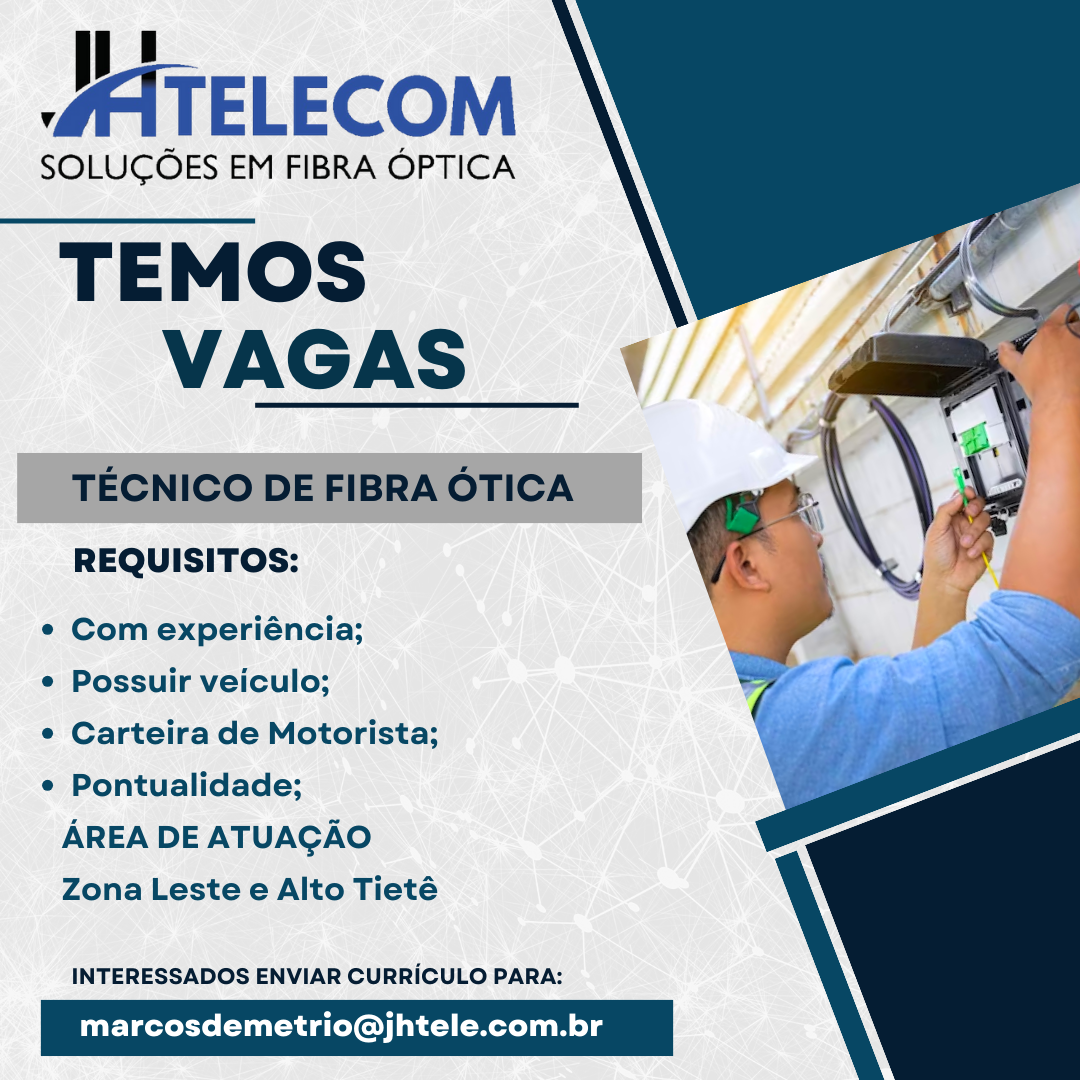 JHTELECOM
SOLUÇÕES EM FIBRA ÓPTICA
TEMOS
VAGAS
TÉCNICO DE FIBRA ÓTICA
REQUISITOS:
• Com experiência;
• Possuir veículo;
• Carteira de Motorista;
• Pontualidade;
ÁREA DE ATUAÇÃO
Zona Leste e Alto Tietê
INTERESSADOS ENVIAR CURRÍCULO PARA:
marcosdemetrio@jhtele.com.br